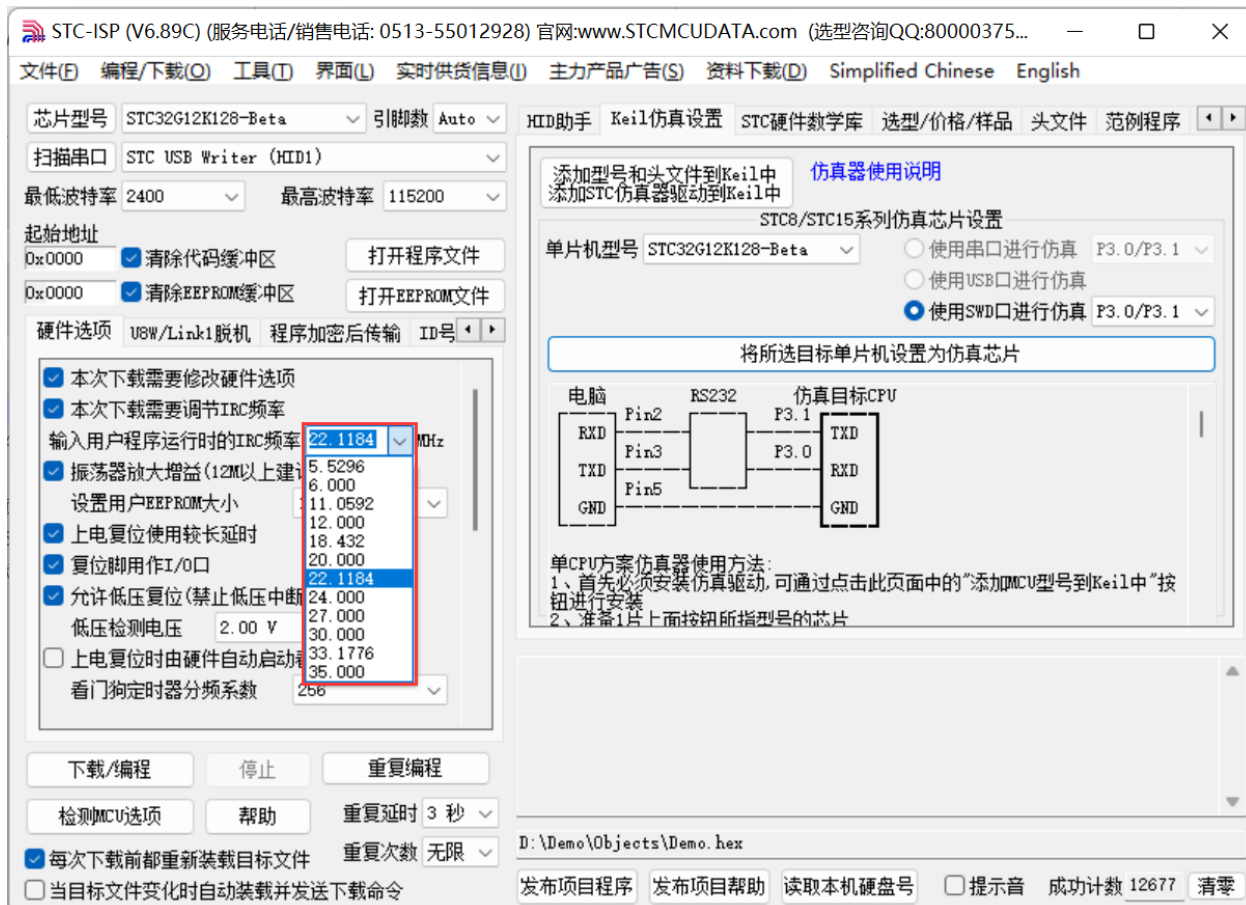 STC-ISP (V6.89C) (服务电话/销售电话: 0513-55012928) 官网:www.STCMCUDATA.com (选型咨询QQ:80000375...
文件(F) 编程/下载(O) 工具(T) 界面(L) 实时供货信息(I) 主力产品广告(S) 资料下载(D) Simplified Chinese English
芯片型号 STC32G12K128-Beta 引脚数 Auto
扫描串口 STC USB Writer (HID1)
最低波特率 2400 最高波特率 115200
起始地址
0x0000 清除代码缓冲区 打开程序文件
0x0000 清除EEPROM缓冲区 打开EEPROM文件
硬件选项 U8W/Link1脱机 程序加密后传输 ID号
本次下载需要修改硬件选项
本次下载需要调节IRC频率
输入用户程序运行时的IRC频率 22.1184 MHz
5.5296
6.000
11.0592
12.000
18.432
20.000
22.1184
24.000
27.000
30.000
33.1776
35.000
振荡器放大增益(12M以上建
设置用户EEPROM大小
上电复位使用较长延时
复位脚用作I/O口
允许低压复位(禁止低压中断
低压检测电压 2.00 V
上电复位时由硬件自动启动
看门狗定时器分频系数 256
下载/编程 停止 重复编程
检测MCU选项 帮助 重复延时 3 秒
每次下载前都重新装载目标文件 重复次数 无限
当目标文件变化时自动装载并发送下载命令
HID助手 Keil仿真设置 STC硬件数学库 选型/价格/样品 头文件 范例程序
添加型号和头文件到Keil中
添加STC仿真器驱动到Keil中
仿真器使用说明
STC8/STC15系列仿真芯片设置
单片机型号 STC32G12K128-Beta 使用串口进行仿真 P3.0/P3.1
使用USB口进行仿真
使用SWD口进行仿真 P3.0/P3.1
将所选目标单片机设置为仿真芯片
电脑 RS232 仿真目标CPU
Pin2 P3.1
RXD TXD
Pin3 P3.0
TXD RXD
Pin5
GND GND
单CPU方案仿真器使用方法:
1、首先必须安装仿真驱动,可通过点击此页面中的"添加MCU型号到Keil中"按
钮进行安装
2、准备1片上面按钮所指型号的芯片
D:\Demo\Objects\Demo.hex
发布项目程序 发布项目帮助 读取本机硬盘号 提示音 成功计数 12677 清零